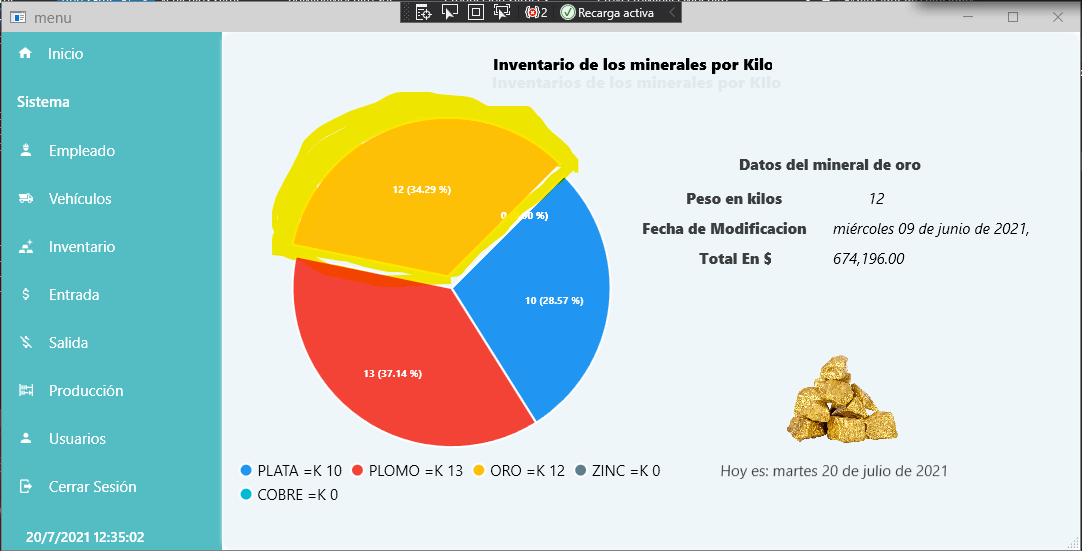 menu
2
Recarga activa
Inicio
Sistema
Empleado
Vehículos
Inventario
Entrada
Salida
Producción
Usuarios
Cerrar Sesión
20/7/2021 12:35:02
Inventario de los minerales por KIlo
Inventarios de los minerales por KIlo
12 (34.29 %)
10 (28.57 %)
13 (37.14 %)
PLATA =K 10
PLOMO =K 13
ORO =K 12
ZINC =K 0
COBRE =K 0
Datos del mineral de oro
Peso en kilos 12
Fecha de Modificacion miércoles 09 de junio de 2021,
Total En $ 674,196.00
Hoy es: martes 20 de julio de 2021